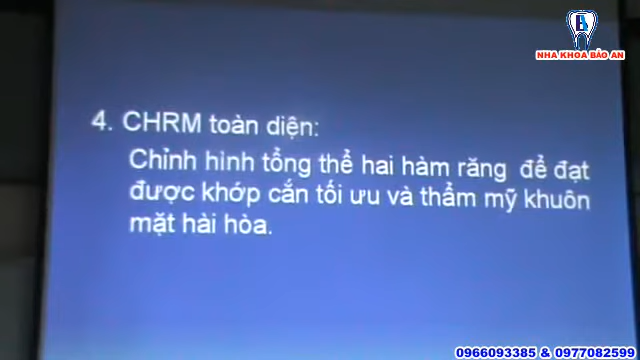 NHA KHOA BẢO AN
4. CHRM toàn diện:
Chỉnh hình tổng thể hai hàm răng để đạt
được khớp cắn tối ưu và thẩm mỹ khuôn
mặt hài hòa.
0966093385 & 0977082599